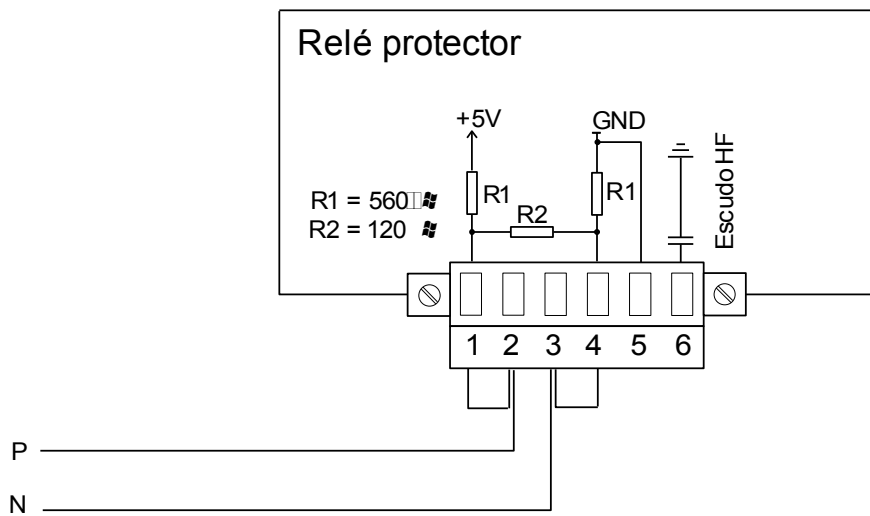 Relé protector
+5V
GND
R1
R1
R2
R1 = 560
R2 = 120
Escudo HF
1 2 3 4 5 6
P
N